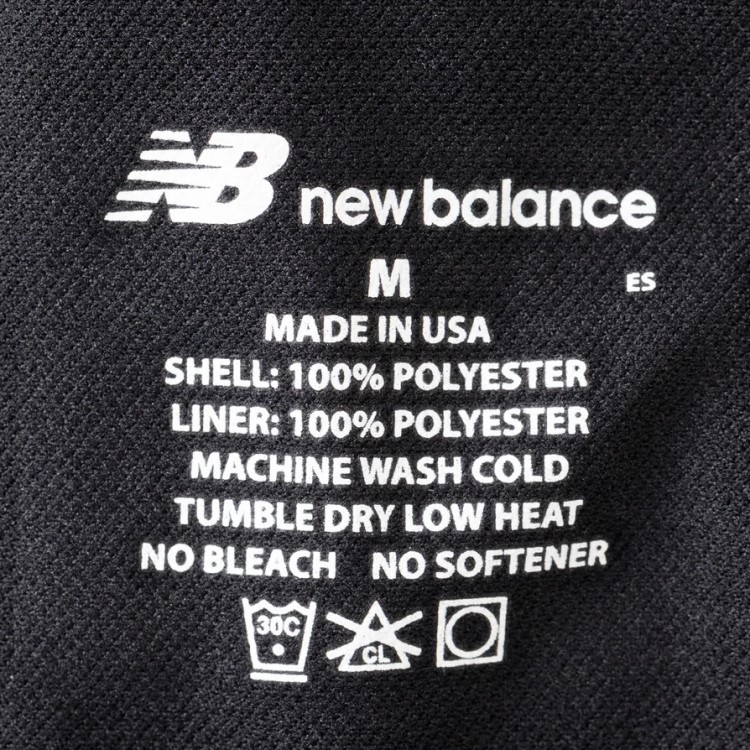 NB new balance
M
ES
MADE IN USA
SHELL: 100% POLYESTER
LINER: 100% POLYESTER
MACHINE WASH COLD
TUMBLE DRY LOW HEAT
NO BLEACH NO SOFTENER
30C CL